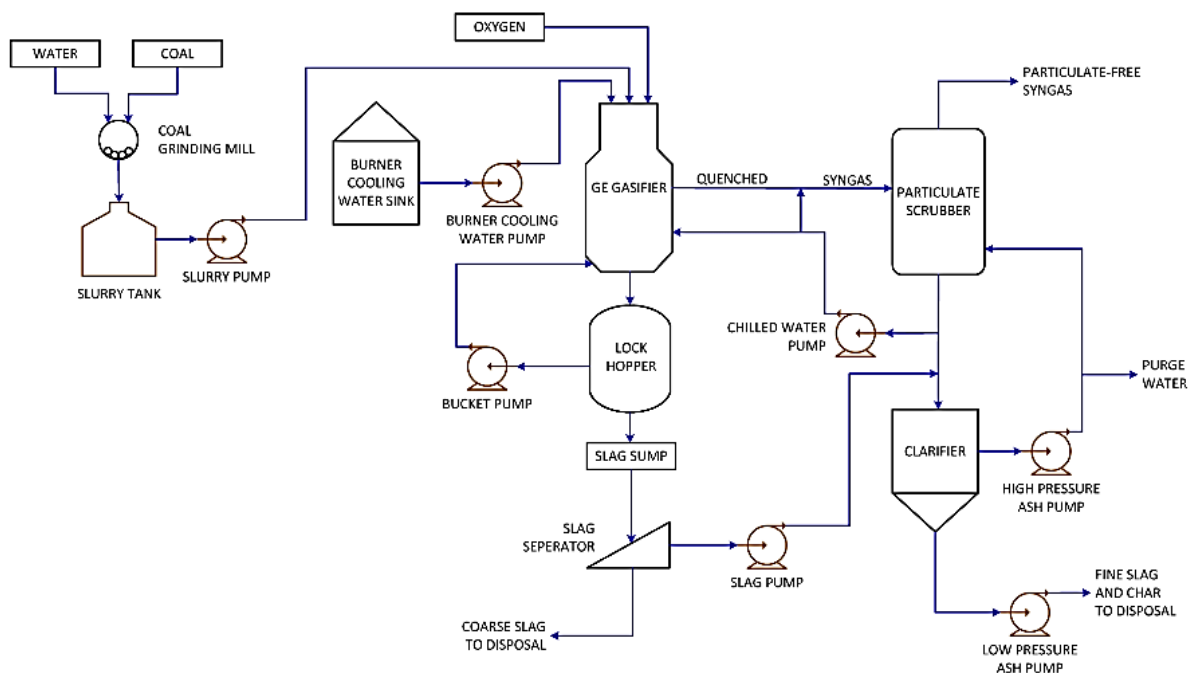 OXYGEN
WATER
COAL
COAL
GRINDING MILL
SLURRY TANK
SLURRY PUMP
BURNER
COOLING
WATER SINK
BURNER COOLING
WATER PUMP
GE GASIFIER
QUENCHED
SYNGAS
PARTICULATE-FREE
SYNGAS
PARTICULATE
SCRUBBER
CHILLED WATER
PUMP
LOCK
HOPPER
BUCKET PUMP
PURGE
WATER
SLAG SUMP
CLARIFIER
HIGH PRESSURE
ASH PUMP
SLAG
SEPERATOR
SLAG PUMP
COARSE SLAG
TO DISPOSAL
FINE SLAG
AND CHAR
TO DISPOSAL
LOW PRESSURE
ASH PUMP